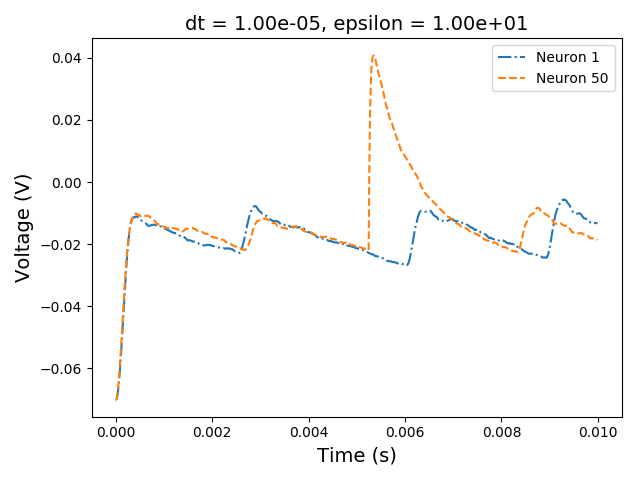 dt = 1.00e-05, epsilon = 1.00e+01
Neuron 1
Neuron 50
0.04
0.02
0.00
−0.02
−0.04
−0.06
Voltage (V)
0.000 0.002 0.004 0.006 0.008 0.010
Time (s)